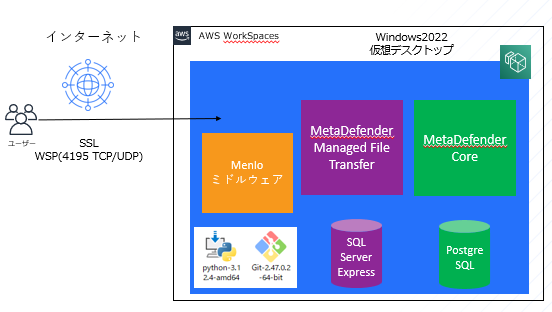 インターネット
aws
AWS WorkSpaces
Windows2022
仮想デスクトップ
ユーザー
SSL
WSP(4195 TCP/UDP)
Menlo
ミドルウェア
MetaDefender
Managed File
Transfer
MetaDefender
Core
python-3.1
2.4-amd64
Git-2.47.0.2
-64-bit
SQL
Server
Express
Postgre
SQL